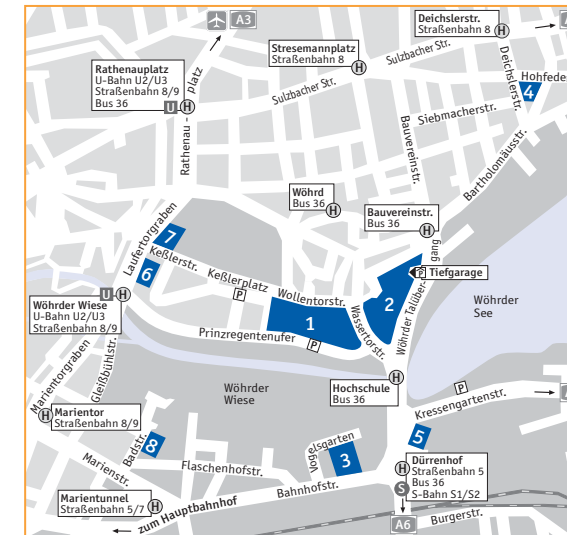 A3
Rathenauplatz
U-Bahn U2/U3
Straßenbahn 8/9
Bus 36
U
H
Rathenau - platz
Stresemannplatz
Straßenbahn 8
H
Deichslerstr.
Straßenbahn 8
H
Sulzbacher Str.
Sulzbacher Str.
Deichslerstr.
Hohfede
4
Siebmacherstr.
Bauvereinstr.
Bartholomäusstr.
Wöhrd
Bus 36
H
Bauvereinstr.
Bus 36
H
Laufertorgraben
7
6
Keßlerstr.
Keßlerplatz
P
Wollentorstr.
1
2
P
Tiefgarage
Wöhrder Talüber-
gang
Wassertorstr.
Wöhrder
See
U
H
Wöhrder Wiese
U-Bahn U2/U3
Straßenbahn 8/9
Prinzregentenufer
P
Marientorgraben
Gleißbühlstr.
Wöhrder
Wiese
Hochschule
Bus 36
H
P
Kressengartenstr.
H
Marientor
Straßenbahn 8/9
Badstr.
8
Marienstr.
Flaschenhofstr.
Vogelsgarten
3
5
Bahnhofstr.
H
Dürrenhof
Straßenbahn 5
Bus 36
S-Bahn S1/S2
S
Marientunnel
Straßenbahn 5/7
H
zum Hauptbahnhof
A6
Burgerstr.